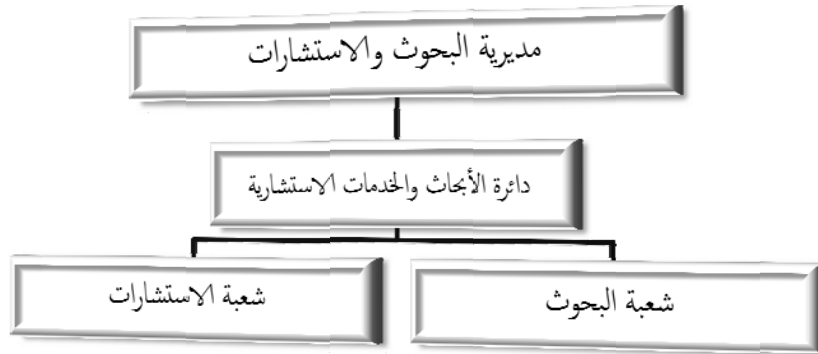 مديرية البحوث والاستشارات
دائرة الأبحاث والخدمات الاستشارية
شعبة البحوث
شعبة الاستشارات